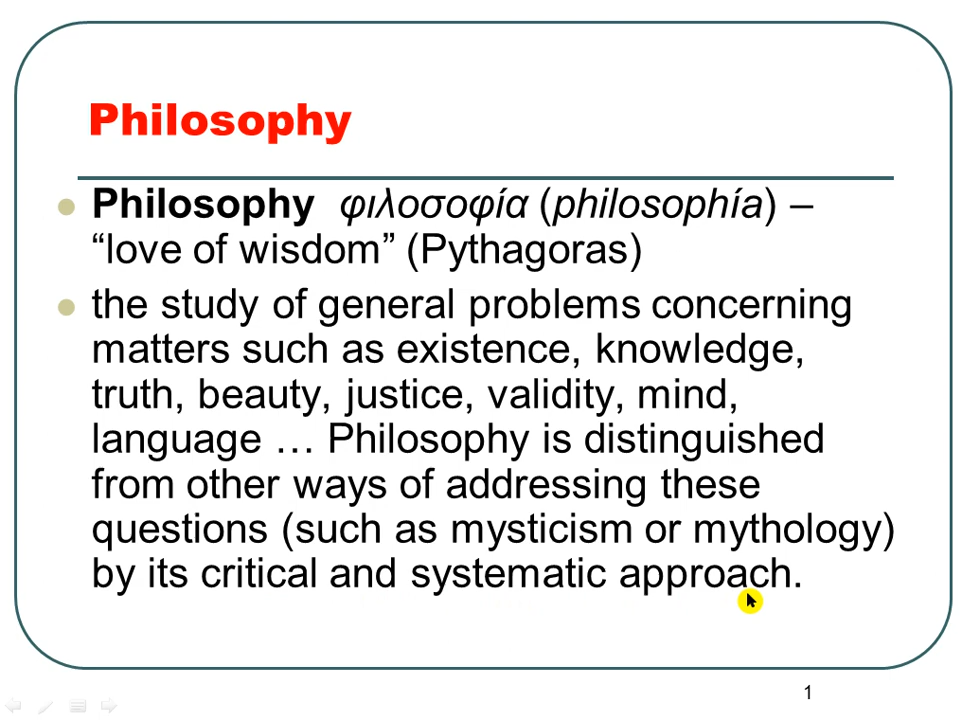 Philosophy
Philosophy φιλοσοφία (philosophía) –
“love of wisdom” (Pythagoras)
the study of general problems concerning
matters such as existence, knowledge,
truth, beauty, justice, validity, mind,
language … Philosophy is distinguished
from other ways of addressing these
questions (such as mysticism or mythology)
by its critical and systematic approach.
1